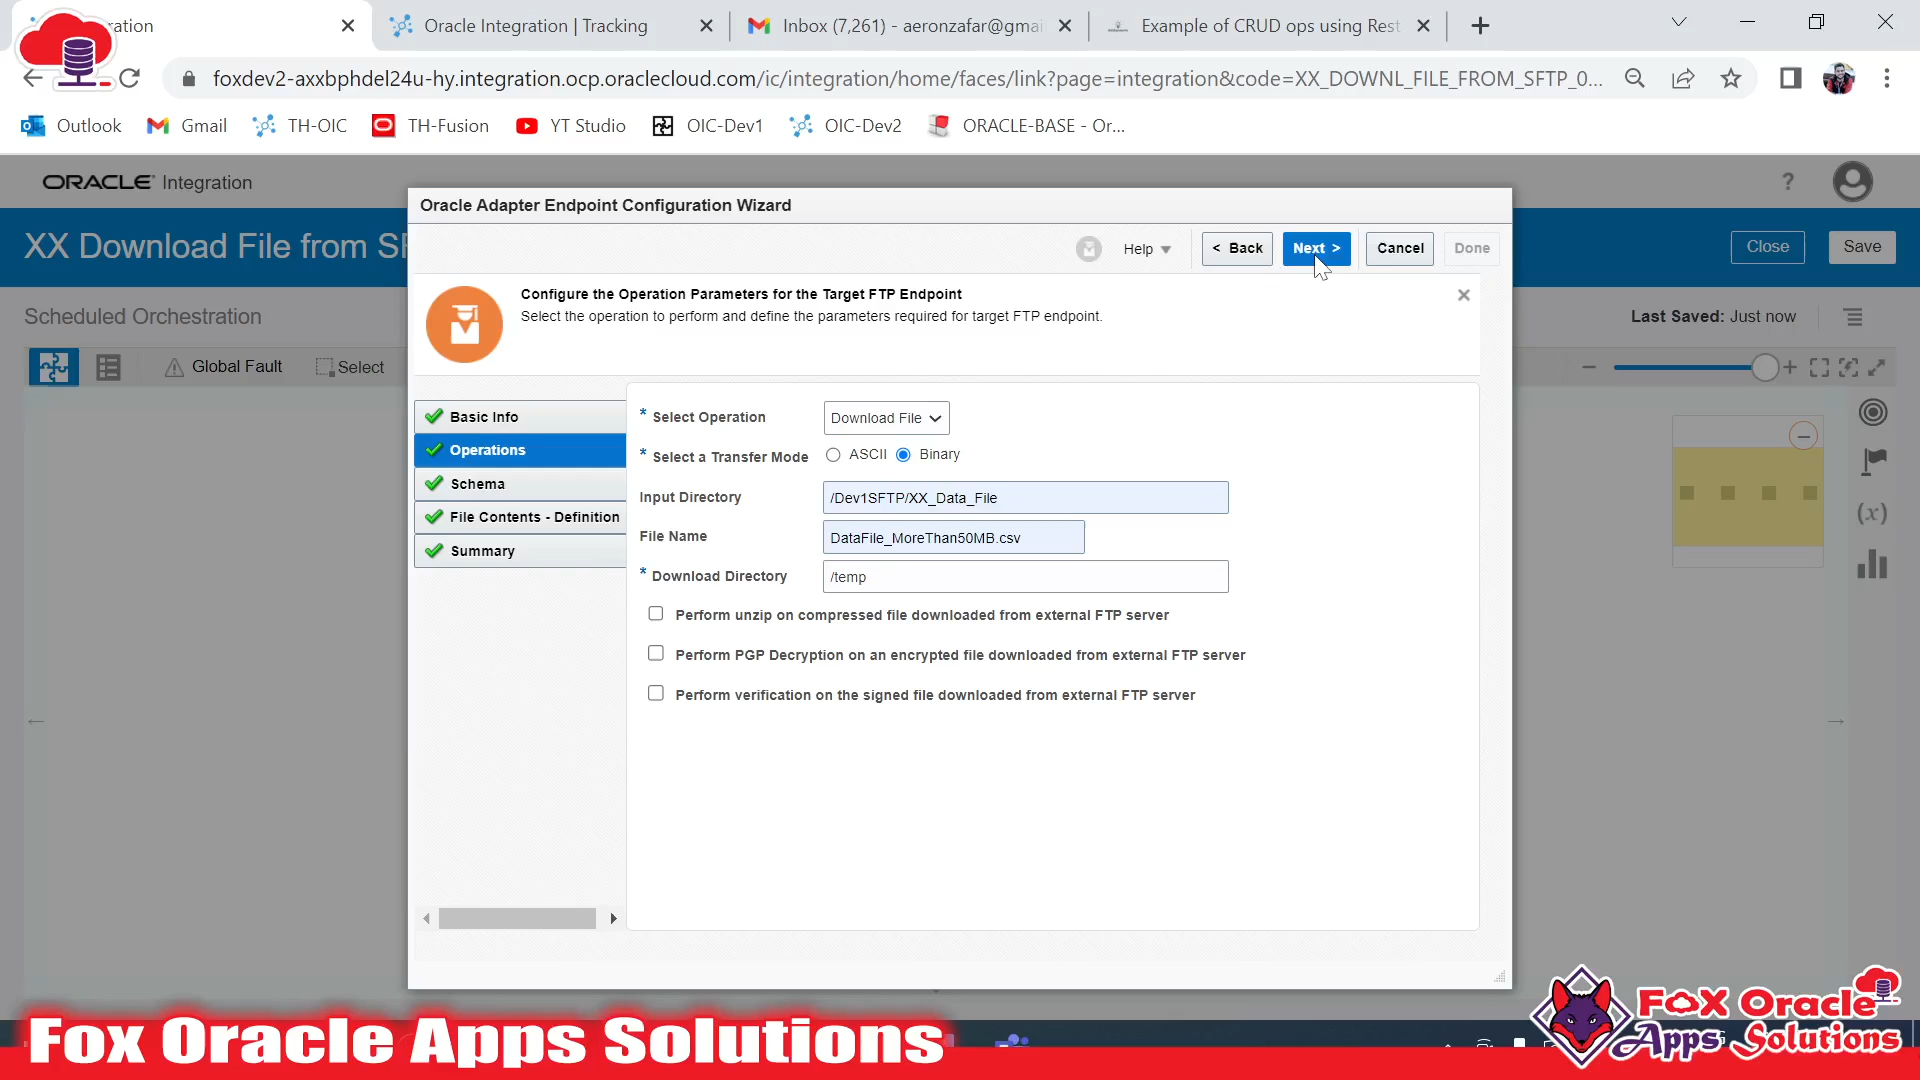 ration
Oracle Integration | Tracking
Inbox (7,261) - aeronzafar@gmai
Example of CRUD ops using Rest
foxdev2-axxbphdel24u-hy.integration.ocp.oraclecloud.com/ic/integration/home/faces/link?page=integration&code=XX_DOWNL_FILE_FROM_SFTP_0...
Outlook
Gmail
TH-OIC
TH-Fusion
YT Studio
OIC-Dev1
OIC-Dev2
ORACLE-BASE - Or...
ORACLE Integration
?
XX Download File from SF
Close
Save
Scheduled Orchestration
Last Saved: Just now
Global Fault
Select
(x)
Oracle Adapter Endpoint Configuration Wizard
Help
< Back
Next >
Cancel
Done
Configure the Operation Parameters for the Target FTP Endpoint
Select the operation to perform and define the parameters required for target FTP endpoint.
Basic Info
Operations
Schema
File Contents - Definition
Summary
* Select Operation
Download File
* Select a Transfer Mode
ASCII
Binary
Input Directory
/Dev1SFTP/XX_Data_File
File Name
DataFile_MoreThan50MB.csv
* Download Directory
/temp
Perform unzip on compressed file downloaded from external FTP server
Perform PGP Decryption on an encrypted file downloaded from external FTP server
Perform verification on the signed file downloaded from external FTP server
Fox Oracle Apps Solutions
Fox Oracle
Apps Solutions